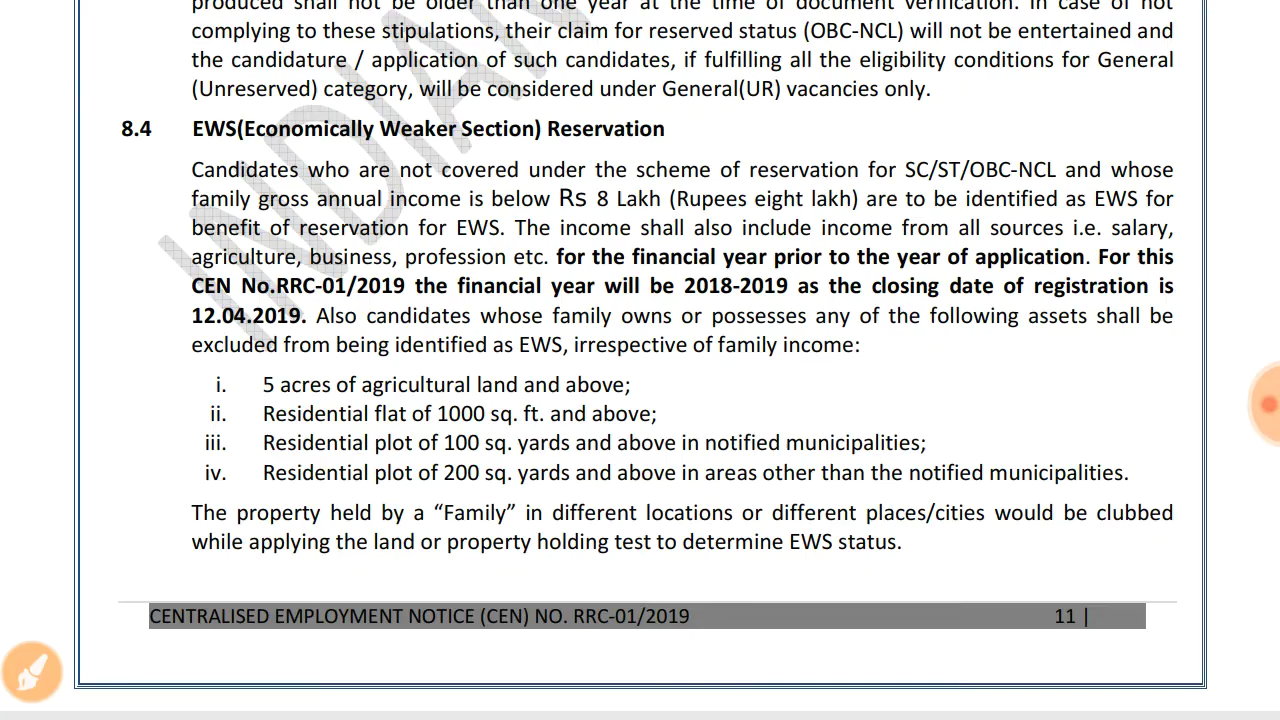 produced shall not be older than one year at the time of document verification. In case of not
complying to these stipulations, their claim for reserved status (OBC-NCL) will not be entertained and
the candidature / application of such candidates, if fulfilling all the eligibility conditions for General
(Unreserved) category, will be considered under General(UR) vacancies only.
8.4 EWS(Economically Weaker Section) Reservation
Candidates who are not covered under the scheme of reservation for SC/ST/OBC-NCL and whose
family gross annual income is below Rs 8 Lakh (Rupees eight lakh) are to be identified as EWS for
benefit of reservation for EWS. The income shall also include income from all sources i.e. salary,
agriculture, business, profession etc. for the financial year prior to the year of application. For this
CEN No.RRC-01/2019 the financial year will be 2018-2019 as the closing date of registration is
12.04.2019. Also candidates whose family owns or possesses any of the following assets shall be
excluded from being identified as EWS, irrespective of family income:
i. 5 acres of agricultural land and above;
ii. Residential flat of 1000 sq. ft. and above;
iii. Residential plot of 100 sq. yards and above in notified municipalities;
iv. Residential plot of 200 sq. yards and above in areas other than the notified municipalities.
The property held by a “Family” in different locations or different places/cities would be clubbed
while applying the land or property holding test to determine EWS status.
CENTRALISED EMPLOYMENT NOTICE (CEN) NO. RRC-01/2019 11 |
INDIAN